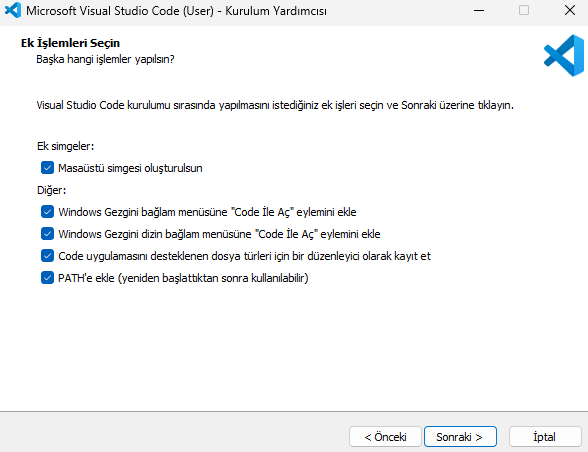 Microsoft Visual Studio Code (User) - Kurulum Yardımcısı
Ek İşlemleri Seçin
Başka hangi işlemler yapılsın?
Visual Studio Code kurulumu sırasında yapılmasını istediğiniz ek işleri seçin ve Sonraki üzerine tıklayın.
Ek simgeler:
Masaüstü simgesi oluşturulsun
Diğer:
Windows Gezgini bağlam menüsüne "Code İle Aç" eylemini ekle
Windows Gezgini dizin bağlam menüsüne "Code İle Aç" eylemini ekle
Code uygulamasını desteklenen dosya türleri için bir düzenleyici olarak kayıt et
PATH'e ekle (yeniden başlattıktan sonra kullanılabilir)
< Önceki Sonraki > İptal